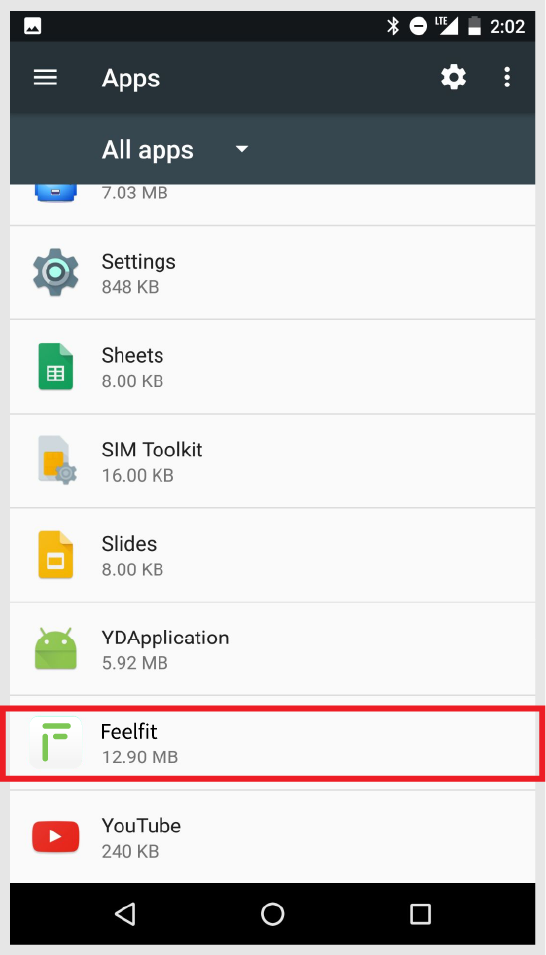 LTE 2:02
Apps
All apps
7.03 MB
Settings
848 KB
Sheets
8.00 KB
SIM Toolkit
16.00 KB
Slides
8.00 KB
YDApplication
5.92 MB
Feelfit
12.90 MB
YouTube
240 KB